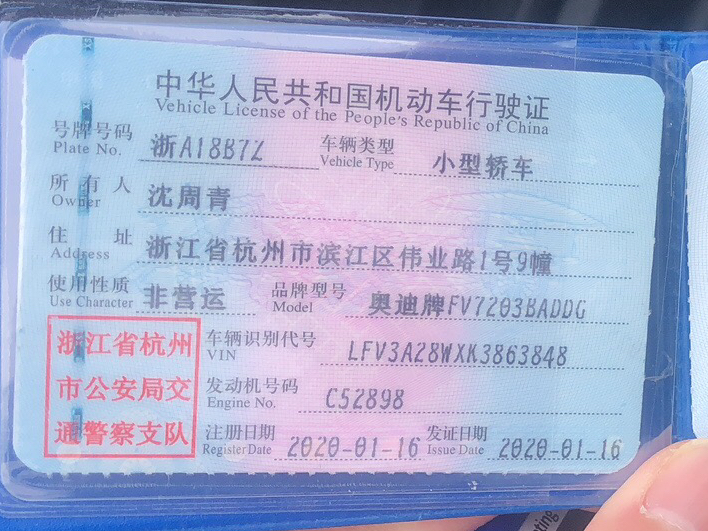 中华人民共和国机动车行驶证
Vehicle License of the People's Republic of China
号牌号码 浙A18B7Z 车辆类型 小型轿车
Plate No. Vehicle Type
所有人 沈周青
Owner
住址 浙江省杭州市滨江区伟业路1号9幢
Address
使用性质 非营运 品牌型号 奥迪牌FV7203BADDG
Use Character Model
浙江省杭州 车辆识别代号 LFV3A28WXK3863848
VIN
市公安局交 发动机号码 C52898
Engine No.
通警察支队 注册日期 2020-01-16 发证日期 2020-01-16
Register Date Issue Date